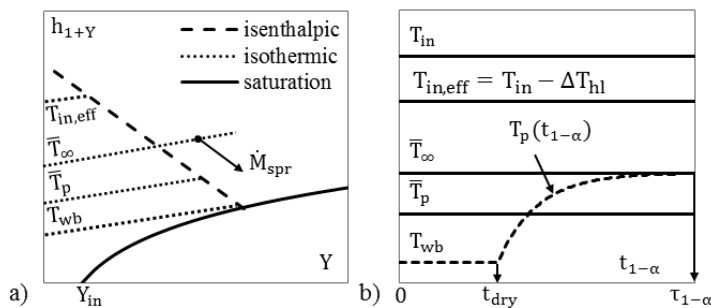 h1+Y
isenthalpic
isothermic
saturation
T̅in,eff
T̅∞
Ṁspr
T̅p
Twb
Y
a)
Yin
Tin
Tin,eff = Tin − ΔThl
Tp(t1−α)
T̅∞
T̅p
Twb
t1−α
b)
0
tdry
τ1−α